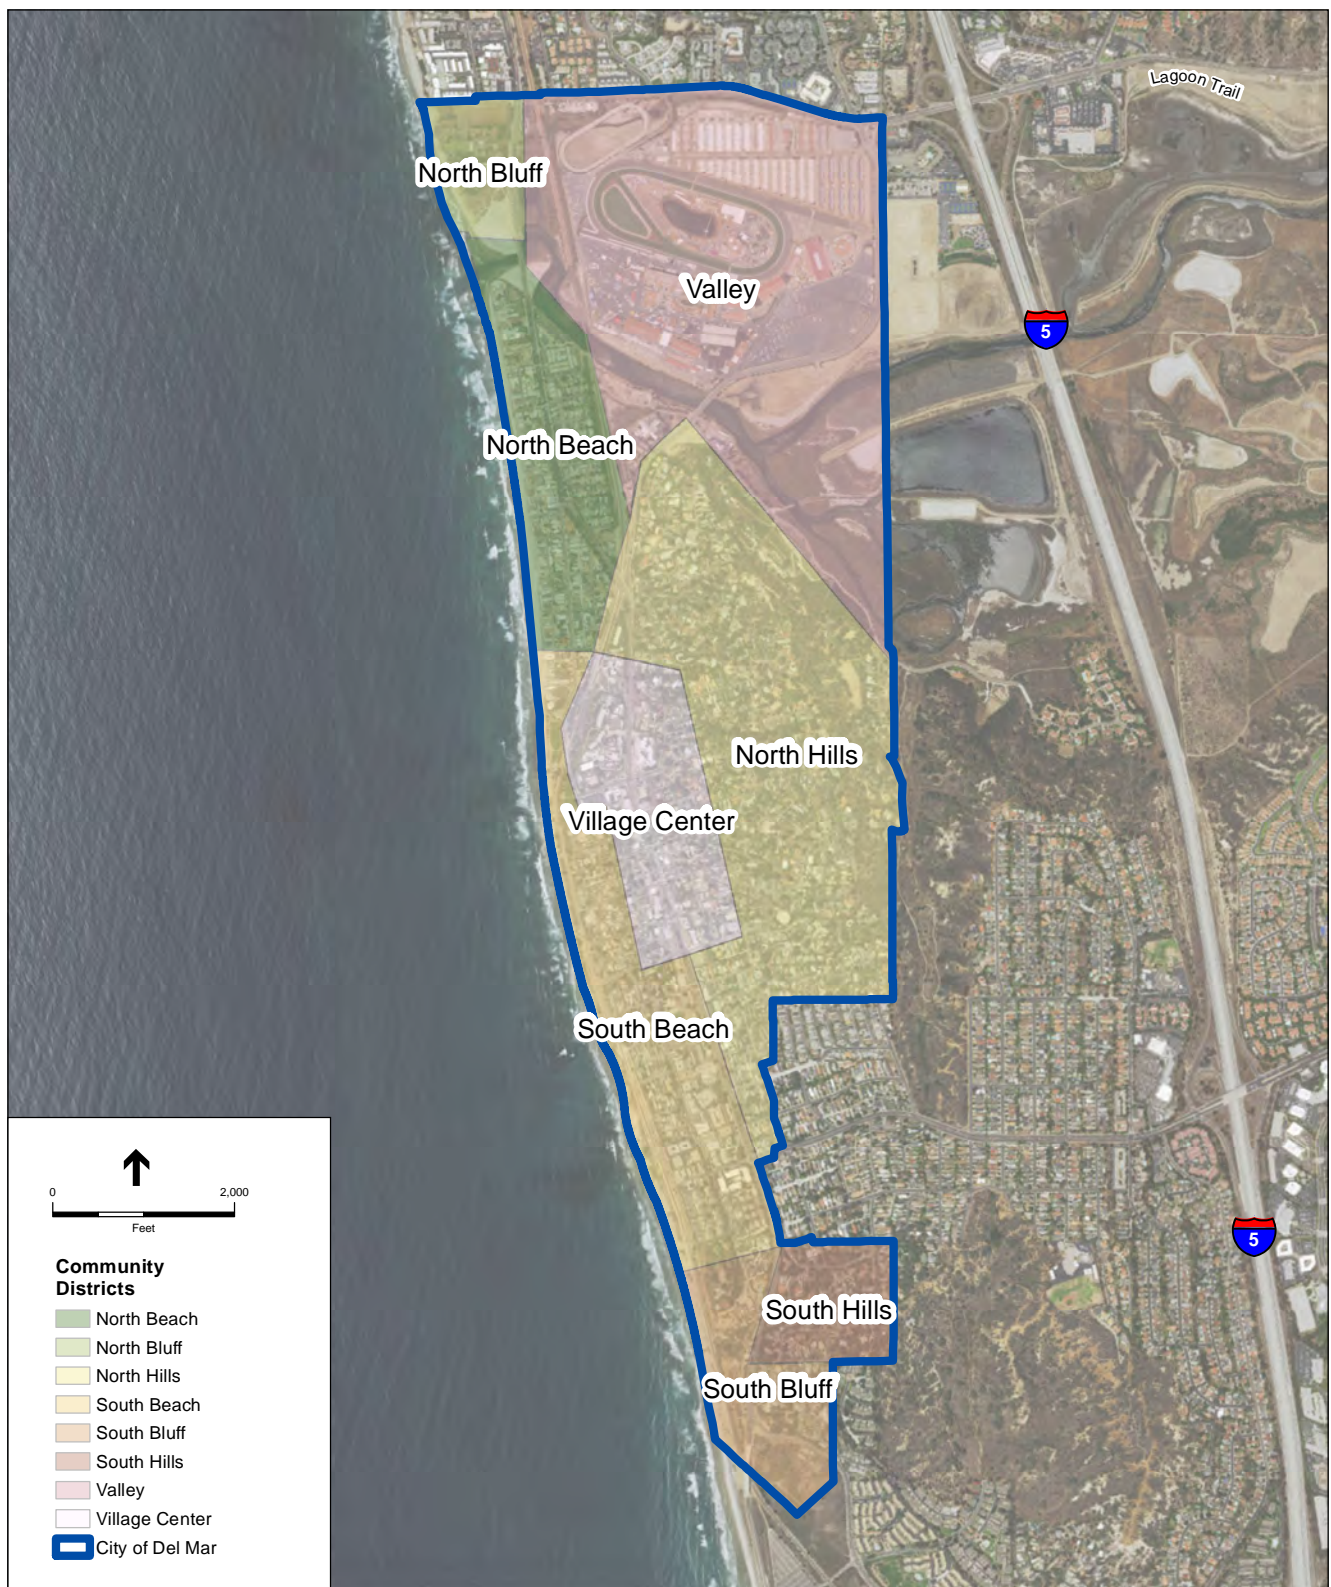 Lagoon Trail
North Bluff
Valley
5
North Beach
North Hills
Village Center
South Beach
0 2,000
Feet
5
Community
Districts
South Hills
North Beach
North Bluff
North Hills
South Bluff
South Beach
South Bluff
South Hills
Valley
Village Center
City of Del Mar